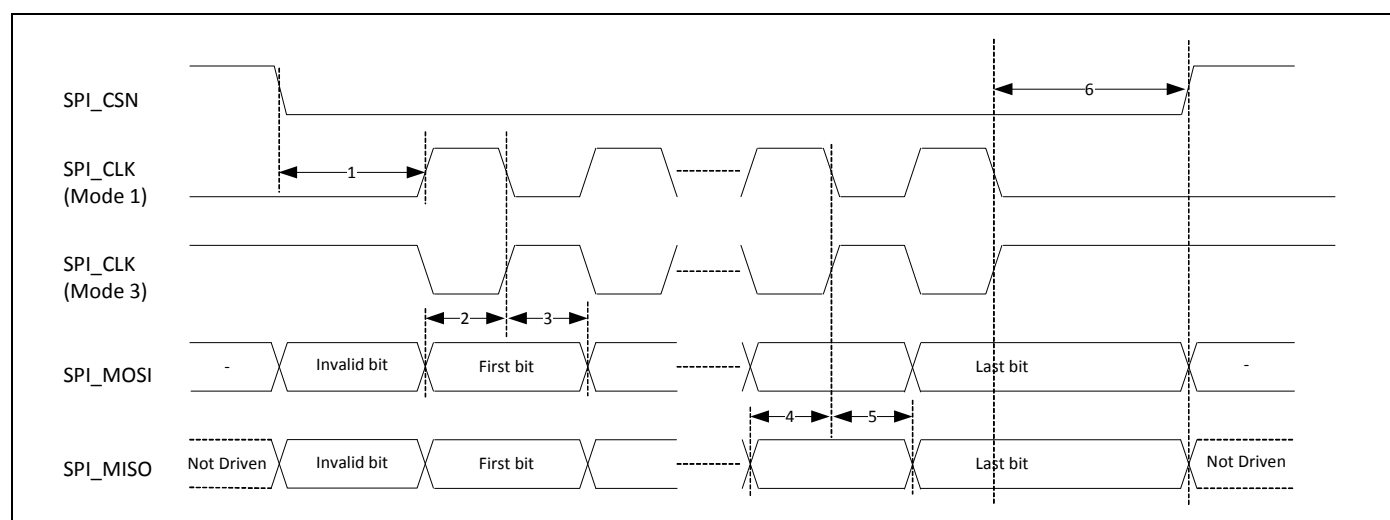 SPI_CSN
6
SPI_CLK
(Mode 1)
1
SPI_CLK
(Mode 3)
2 3
SPI_MOSI - Invalid bit First bit Last bit -
4 5
SPI_MISO Not Driven Invalid bit First bit Last bit Not Driven